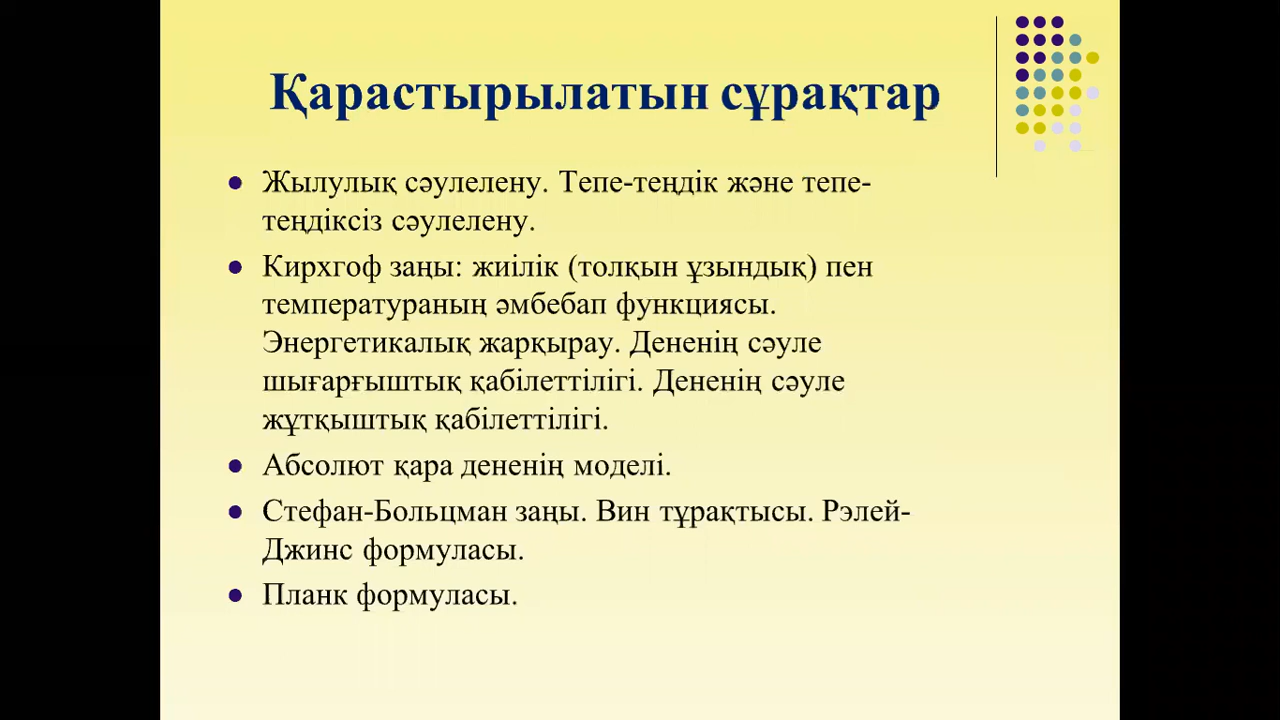 Қарастырылатын сұрақтар
Жылулық сәулелену. Тепе-теңдік және тепе-
теңдіксіз сәулелену.
Кирхгоф заңы: жиілік (толқын ұзындық) пен
температураның әмбебап функциясы.
Энергетикалық жарқырау. Дененің сәуле
шығарғыштық қабілеттілігі. Дененің сәуле
жұтқыштық қабілеттілігі.
Абсолют қара дененің моделі.
Стефан-Больцман заңы. Вин тұрақтысы. Рэлей-
Джинс формуласы.
Планк формуласы.